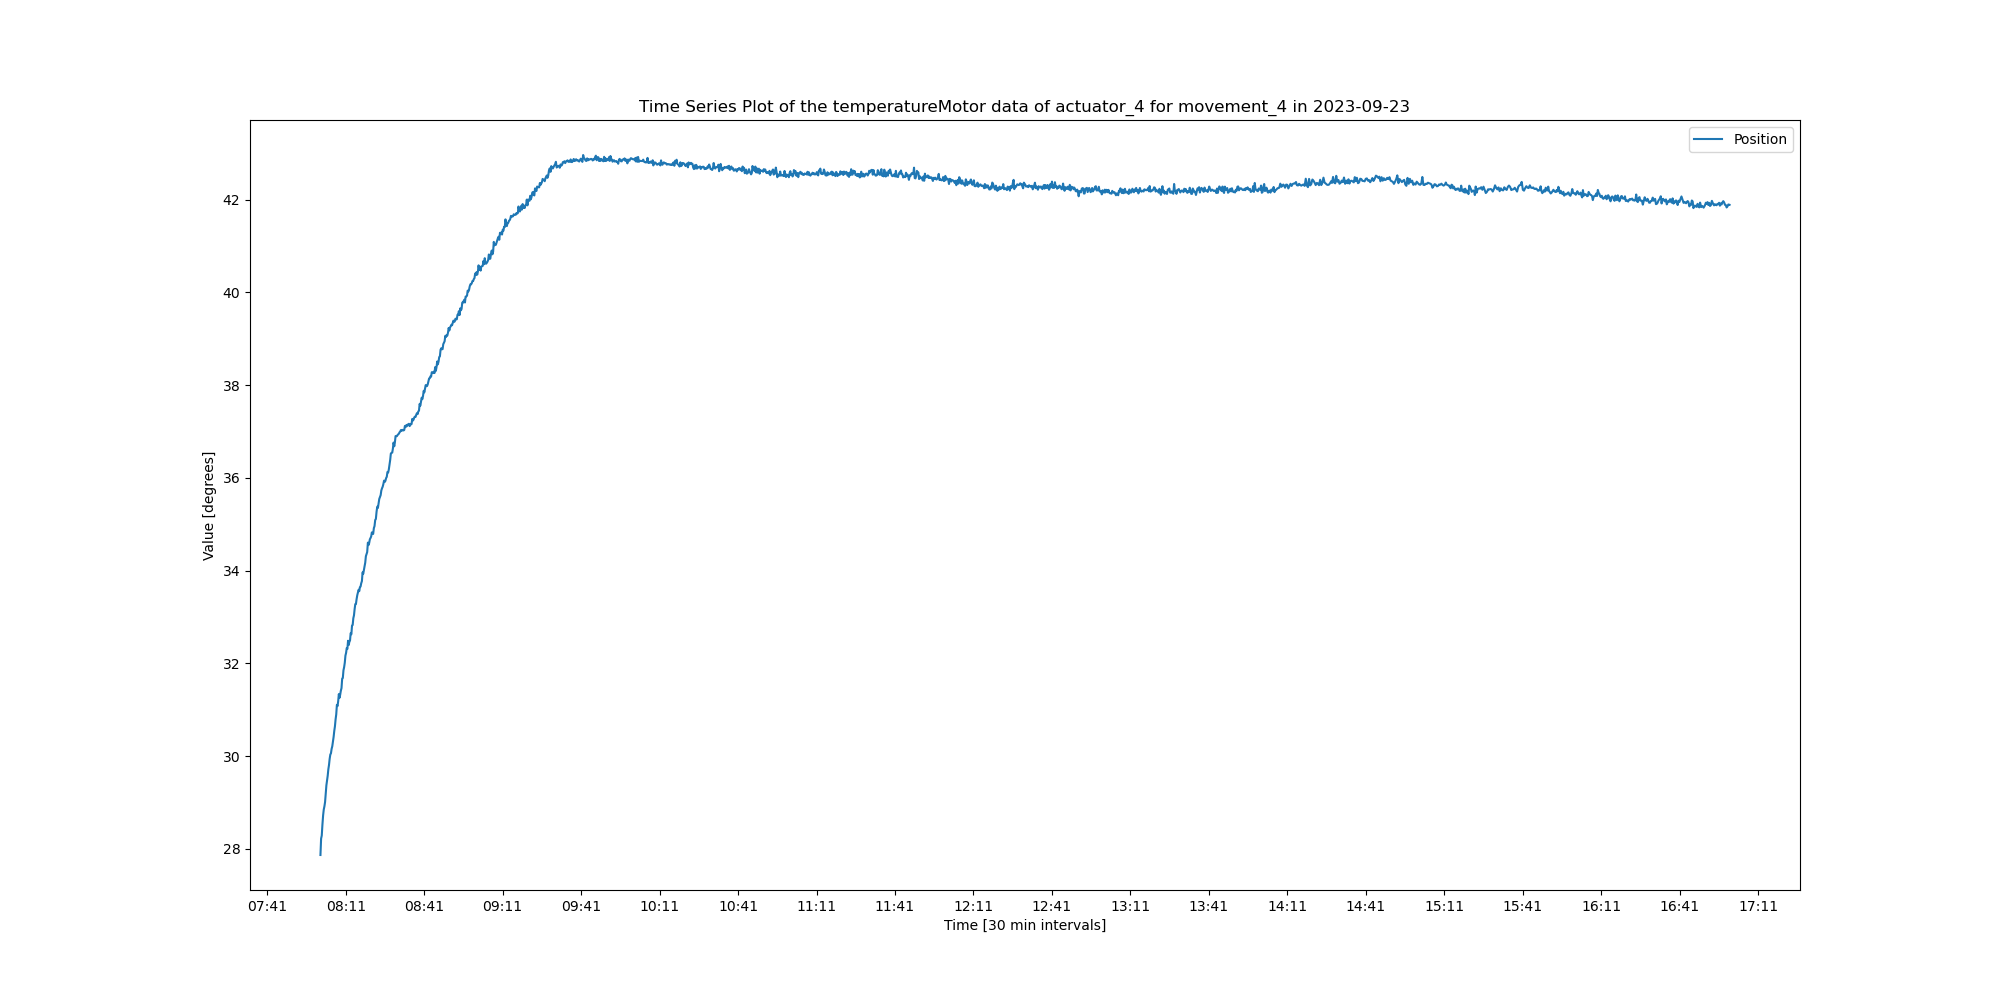 Time Series Plot of the temperatureMotor data of actuator_4 for movement_4 in 2023-09-23
Position
42
40
38
36
34
32
30
28
Value [degrees]
07:41 08:11 08:41 09:11 09:41 10:11 10:41 11:11 11:41 12:11 12:41 13:11 13:41 14:11 14:41 15:11 15:41 16:11 16:41 17:11
Time [30 min intervals]